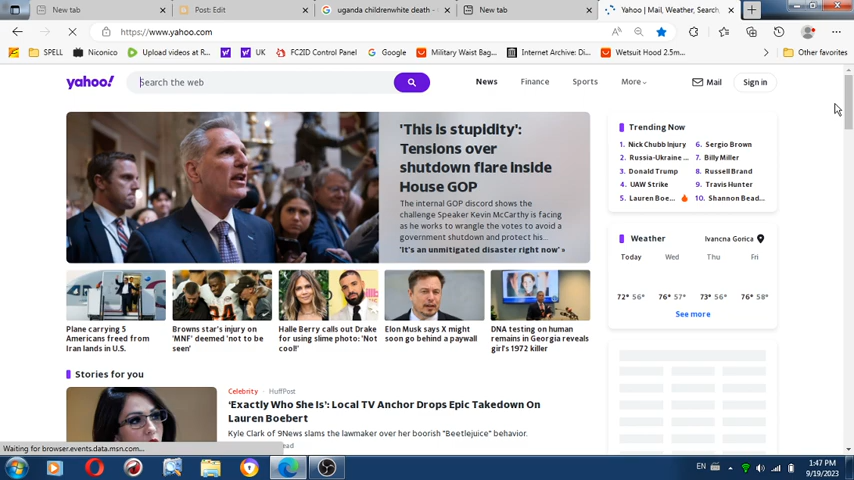 New tab
Post: Edit
uganda childrenwhite death -
New tab
Yahoo | Mail, Weather, Search,
https://www.yahoo.com
SPELL
Niconico
Upload videos at R...
UK
FC2ID Control Panel
Google
Military Waist Bag...
Internet Archive: Di...
Wetsuit Hood 2.5m...
Other favorites
yahoo!
Search the web
News
Finance
Sports
More
Mail
Sign in
'This is stupidity':
Tensions over
shutdown flare inside
House GOP
The internal GOP discord shows the
challenge Speaker Kevin McCarthy is facing
as he works to wrangle the votes to avoid a
government shutdown and protect his...
'It's an unmitigated disaster right now' »
Plane carrying 5
Americans freed from
Iran lands in U.S.
Browns star's injury on
'MNF' deemed 'not to be
seen'
Halle Berry calls out Drake
for using slime photo: 'Not
cool!'
Elon Musk says X might
soon go behind a paywall
DNA testing on human
remains in Georgia reveals
girl's 1972 killer
Stories for you
Celebrity · HuffPost
'Exactly Who She Is': Local TV Anchor Drops Epic Takedown On
Lauren Boebert
Kyle Clark of 9News slams the lawmaker over her boorish "Beetlejuice" behavior.
Trending Now
1. Nick Chubb Injury
2. Russia-Ukraine ...
3. Donald Trump
4. UAW Strike
5. Lauren Boe...
6. Sergio Brown
7. Billy Miller
8. Russell Brand
9. Travis Hunter
10. Shannon Bead...
Weather
Ivancna Gorica
Today
Wed
Thu
Fri
72° 56°
76° 57°
73° 56°
76° 58°
See more
Waiting for browser.events.data.msn.com...
EN
1:47 PM
9/19/2023